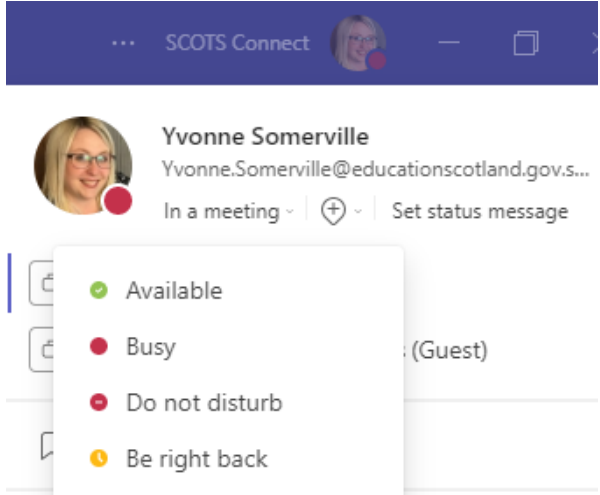 SCOTS Connect
Yvonne Somerville
Yvonne.Somerville@educationscotland.gov.s...
In a meeting Set status message
Available
Busy
(Guest)
Do not disturb
Be right back